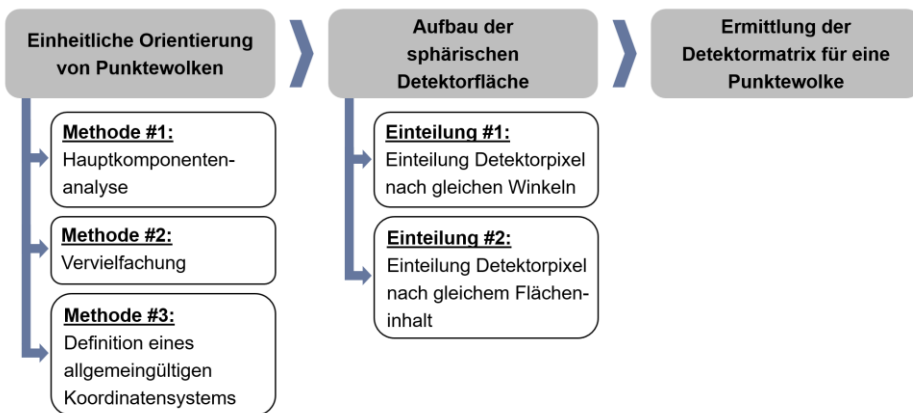 Einheitliche Orientierung
von Punktewolken
Methode #1:
Hauptkomponenten-
analyse
Methode #2:
Vervielfachung
Methode #3:
Definition eines
allgemeingültigen
Koordinatensystems
Aufbau der
sphärischen
Detektorfläche
Einteilung #1:
Einteilung Detektorpixel
nach gleichen Winkeln
Einteilung #2:
Einteilung Detektorpixel
nach gleichem Flächen-
inhalt
Ermittlung der
Detektormatrix für eine
Punktewolke